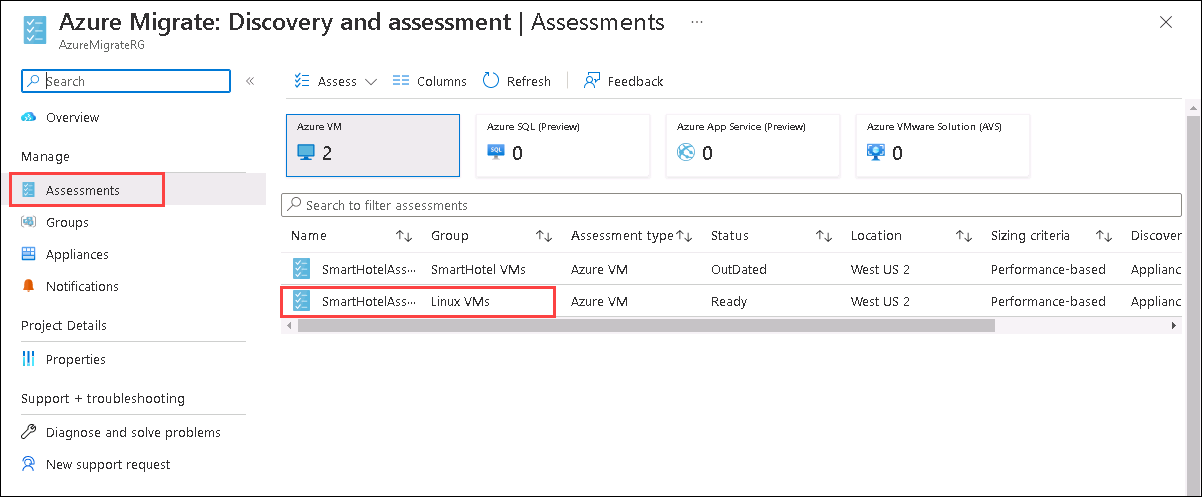 Azure Migrate: Discovery and assessment | Assessments ...
AzureMigrateRG
Search
«
Assess
Columns
Refresh
Feedback
Overview
Manage
Assessments
Groups
Appliances
Notifications
Project Details
Properties
Support + troubleshooting
Diagnose and solve problems
New support request
Azure VM
2
Azure SQL (Preview)
SQL
0
Azure App Service (Preview)
0
Azure VMware Solution (AVS)
0
Search to filter assessments
Name Group Assessment type Status Location Sizing criteria Discover
SmartHotelAss... SmartHotel VMs Azure VM OutDated West US 2 Performance-based Applianc
SmartHotelAss... Linux VMs Azure VM Ready West US 2 Performance-based Applianc